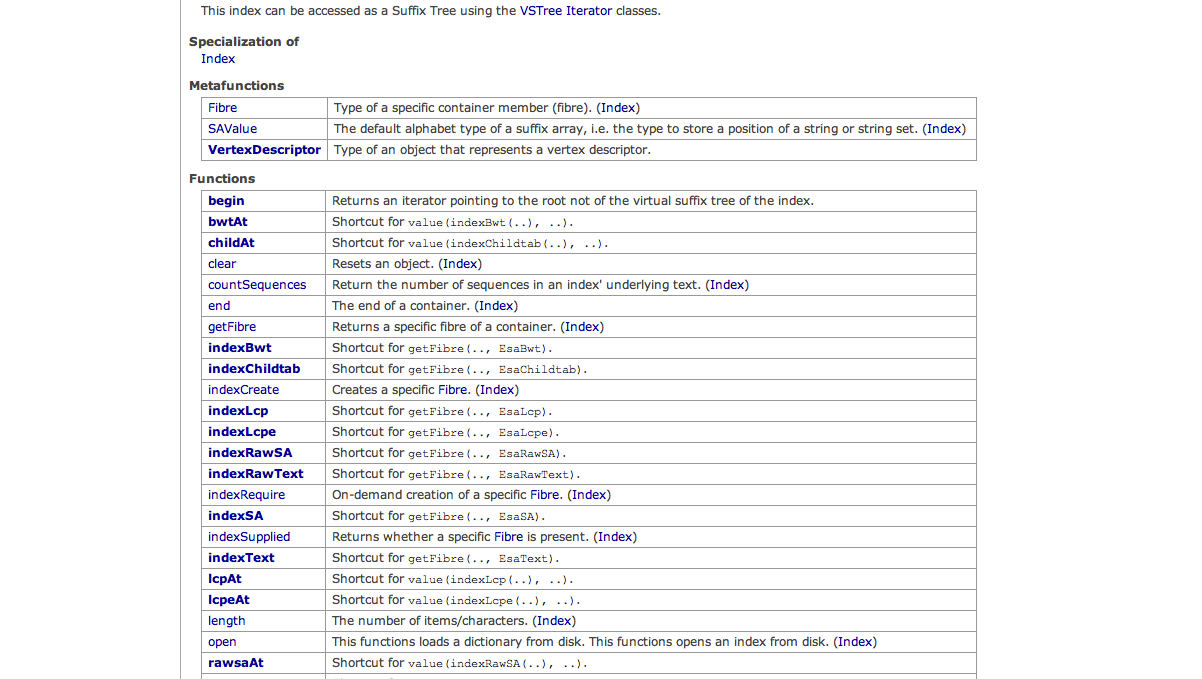 This index can be accessed as a Suffix Tree using the VSTree Iterator classes.
Specialization of
Index
Metafunctions
Fibre Type of a specific container member (fibre). (Index)
SAValue The default alphabet type of a suffix array, i.e. the type to store a position of a string or string set. (Index)
VertexDescriptor Type of an object that represents a vertex descriptor.
Functions
begin Returns an iterator pointing to the root not of the virtual suffix tree of the index.
bwtAt Shortcut for value(indexBwt(..), ..).
childAt Shortcut for value(indexChildtab(..), ..).
clear Resets an object. (Index)
countSequences Return the number of sequences in an index' underlying text. (Index)
end The end of a container. (Index)
getFibre Returns a specific fibre of a container. (Index)
indexBwt Shortcut for getFibre(.., EsaBwt).
indexChildtab Shortcut for getFibre(.., EsaChildtab).
indexCreate Creates a specific Fibre. (Index)
indexLcp Shortcut for getFibre(.., EsaLcp).
indexLcpe Shortcut for getFibre(.., EsaLcpe).
indexRawSA Shortcut for getFibre(.., EsaRawSA).
indexRawText Shortcut for getFibre(.., EsaRawText).
indexRequire On-demand creation of a specific Fibre. (Index)
indexSA Shortcut for getFibre(.., EsaSA).
indexSupplied Returns whether a specific Fibre is present. (Index)
indexText Shortcut for getFibre(.., EsaText).
lcpAt Shortcut for value(indexLcp(..), ..).
lcpeAt Shortcut for value(indexLcpe(..), ..).
length The number of items/characters. (Index)
open This functions loads a dictionary from disk. This functions opens an index from disk. (Index)
rawsaAt Shortcut for value(indexRawSA(..), ..).